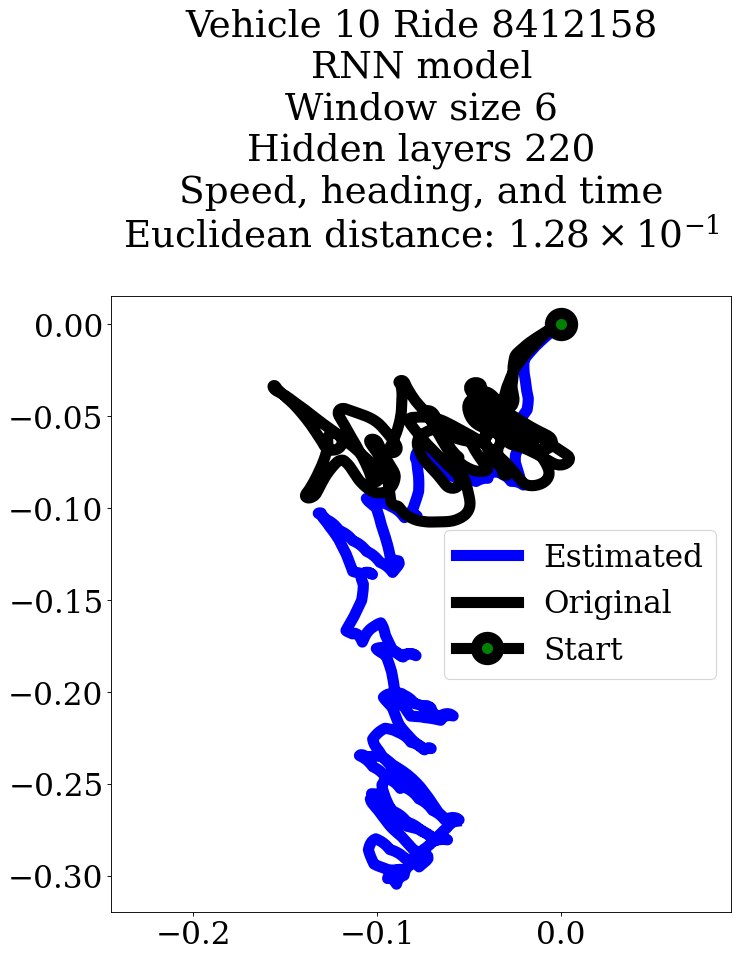 Vehicle 10 Ride 8412158
RNN model
Window size 6
Hidden layers 220
Speed, heading, and time
Euclidean distance: 1.28 × 10⁻¹
0.00
−0.05
−0.10
−0.15
−0.20
−0.25
−0.30
Estimated
Original
Start
−0.2
−0.1
0.0